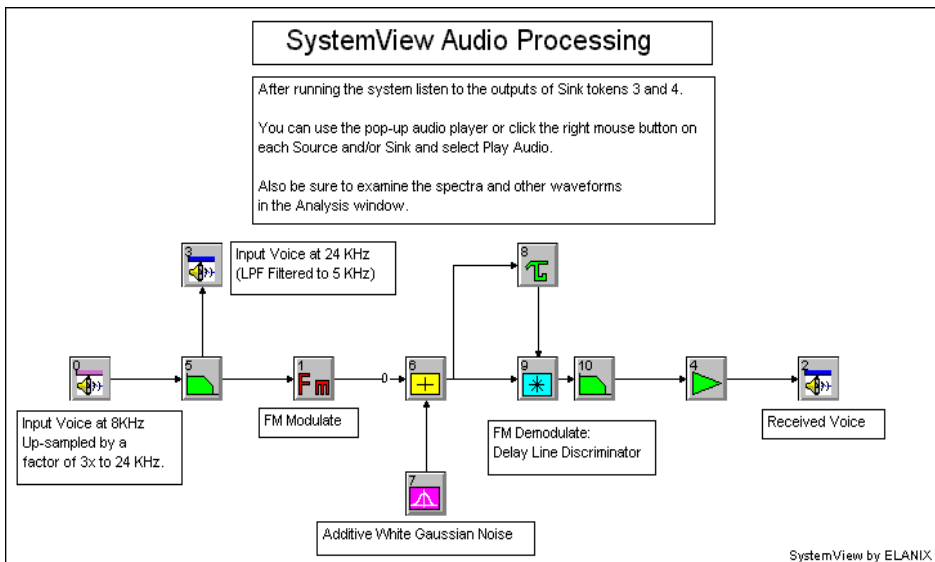 SystemView Audio Processing
After running the system listen to the outputs of Sink tokens 3 and 4.
You can use the pop-up audio player or click the right mouse button on
each Source and/or Sink and select Play Audio.
Also be sure to examine the spectra and other waveforms
in the Analysis window.
3
Input Voice at 24 KHz
(LPF Filtered to 5 KHz)
8
0
5
1
Fm
0
6
9
10
4
2
Input Voice at 8KHz
Up-sampled by a
factor of 3x to 24 KHz.
FM Modulate
FM Demodulate:
Delay Line Discriminator
Received Voice
7
Additive White Gaussian Noise
SystemView by ELANIX